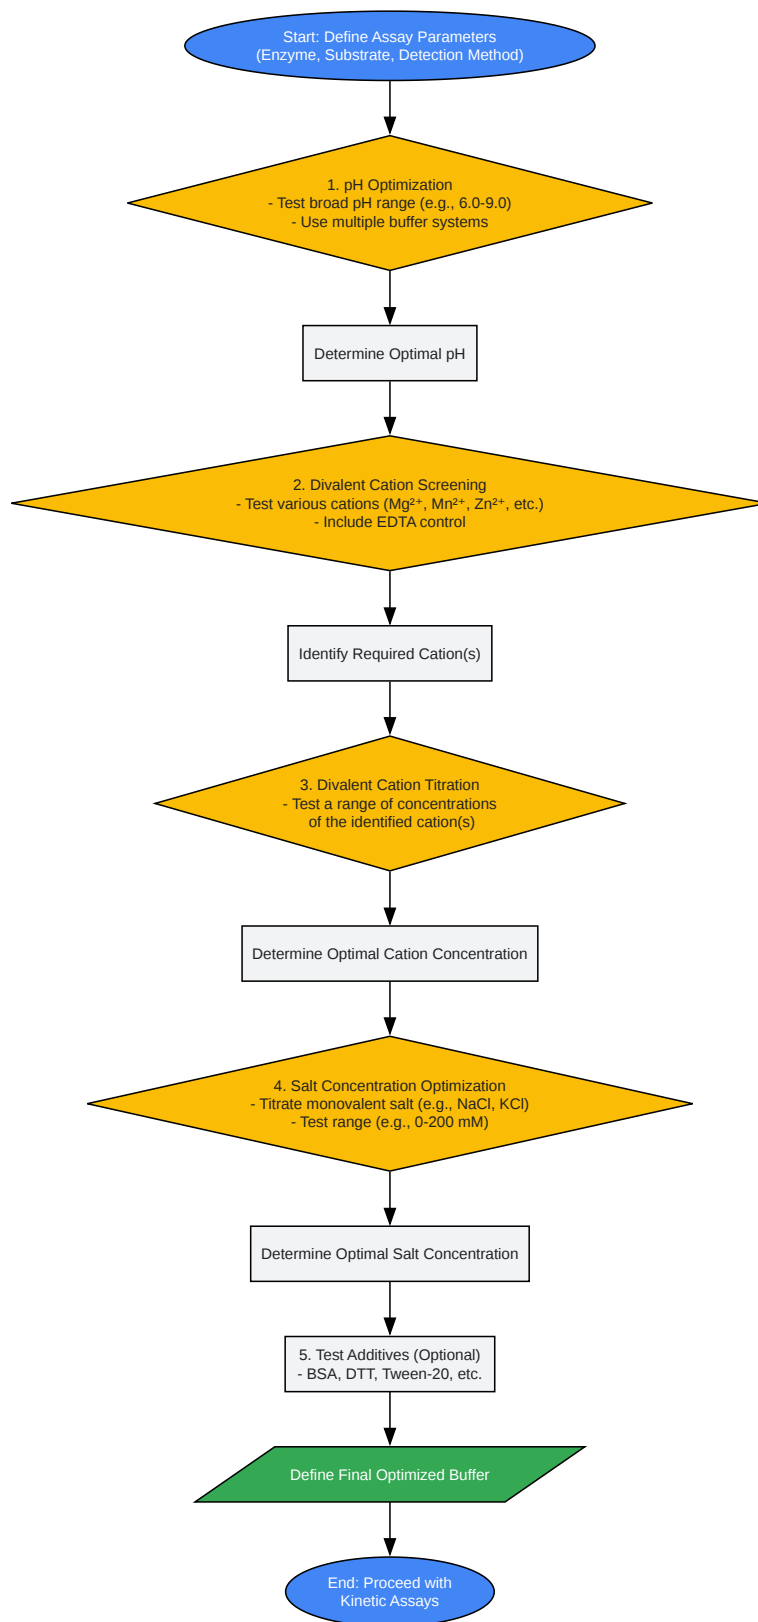 Start: Define Assay Parameters
(Enzyme, Substrate, Detection Method)
1. pH Optimization
- Test broad pH range (e.g., 6.0-9.0)
- Use multiple buffer systems
Determine Optimal pH
2. Divalent Cation Screening
- Test various cations (Mg²⁺, Mn²⁺, Zn²⁺, etc.)
- Include EDTA control
Identify Required Cation(s)
3. Divalent Cation Titration
- Test a range of concentrations
of the identified cation(s)
Determine Optimal Cation Concentration
4. Salt Concentration Optimization
- Titrate monovalent salt (e.g., NaCl, KCl)
- Test range (e.g., 0-200 mM)
Determine Optimal Salt Concentration
5. Test Additives (Optional)
- BSA, DTT, Tween-20, etc.
Define Final Optimized Buffer
End: Proceed with
Kinetic Assays